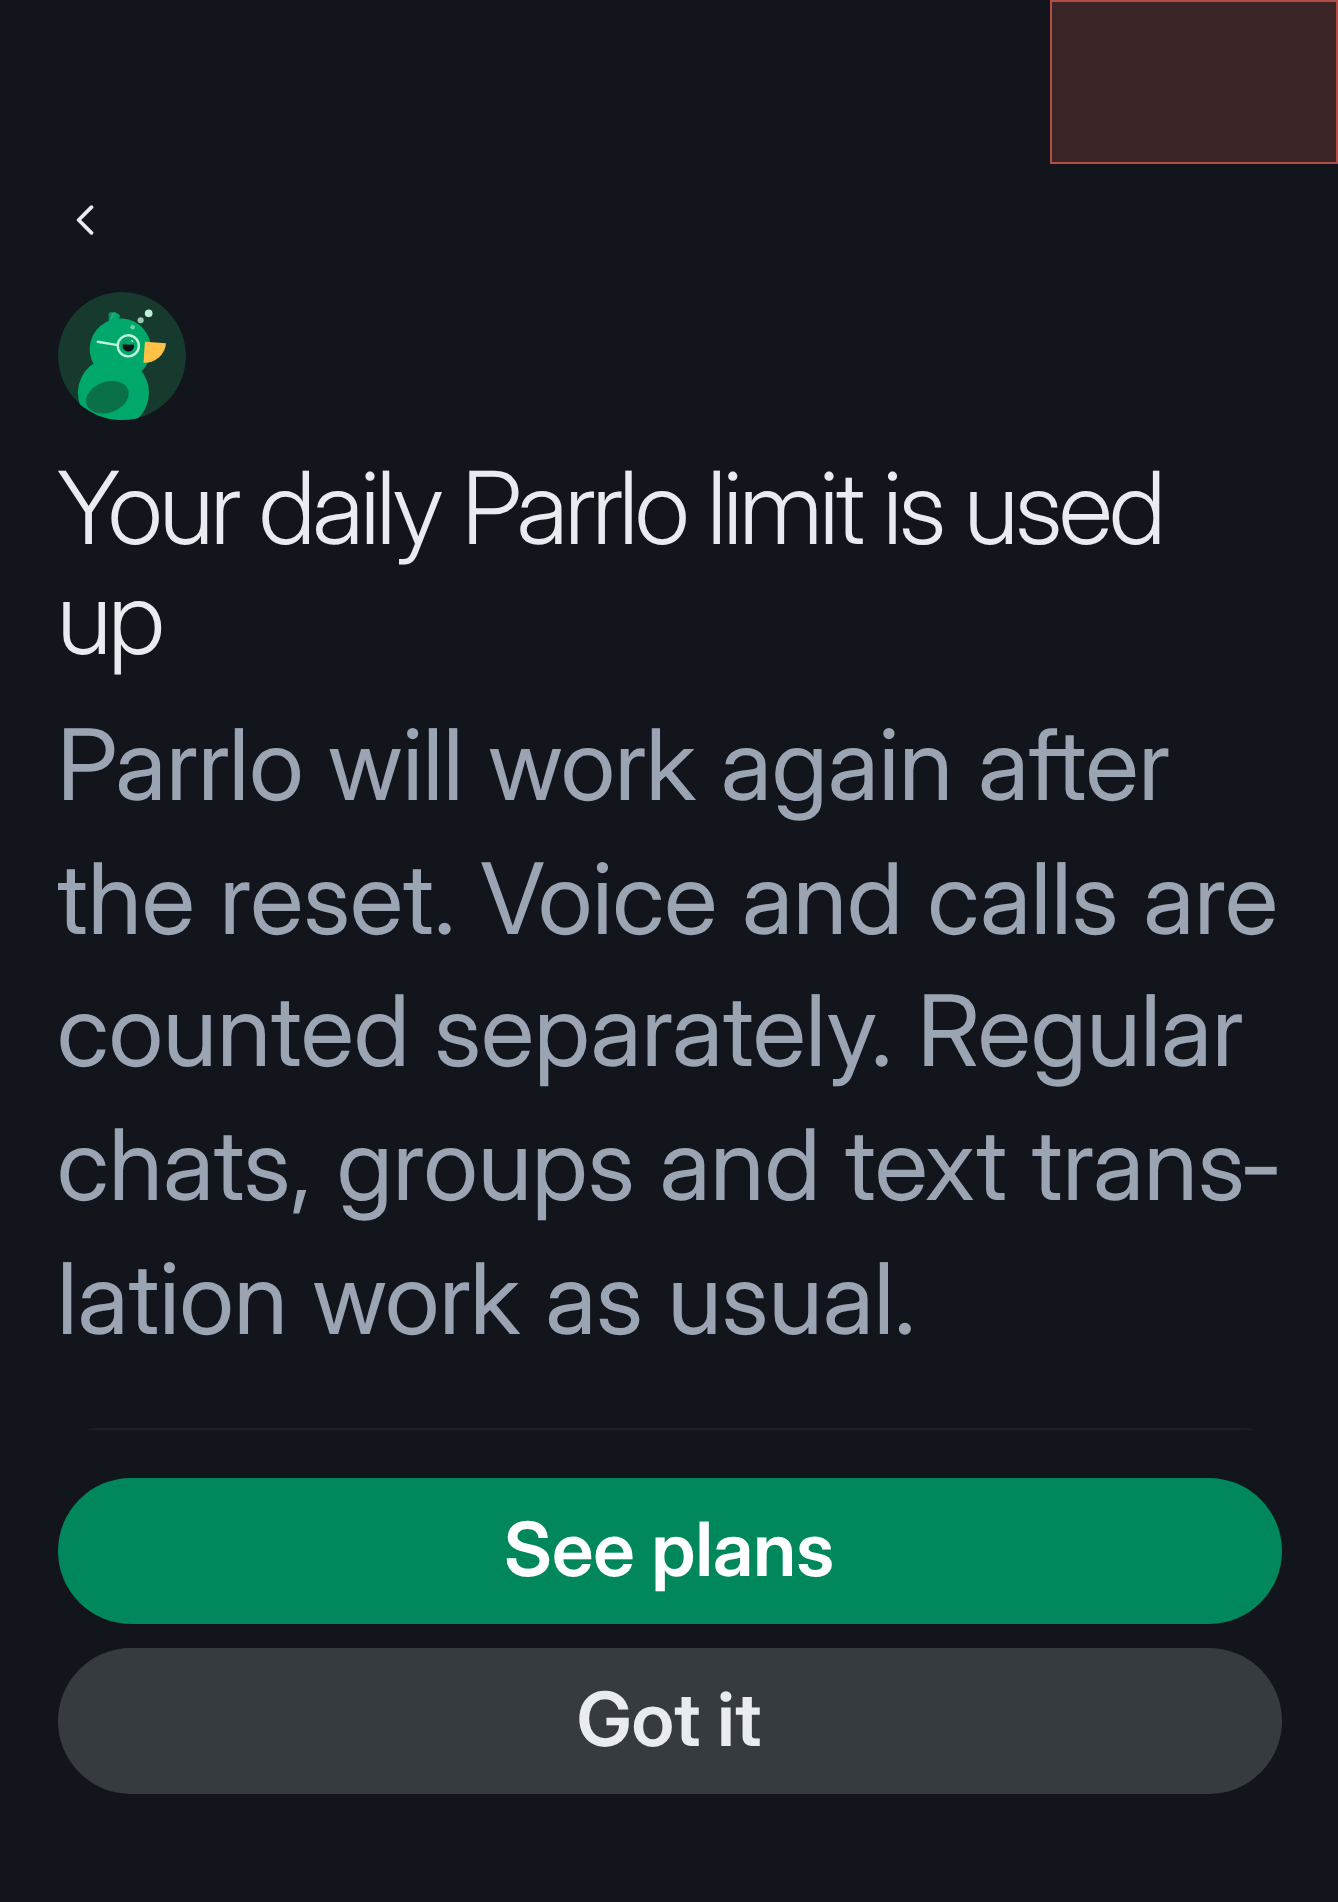 Your daily Parrlo limit is used
up
Parrlo will work again after
the reset. Voice and calls are
counted separately. Regular
chats, groups and text trans-
lation work as usual.
See plans
Got it